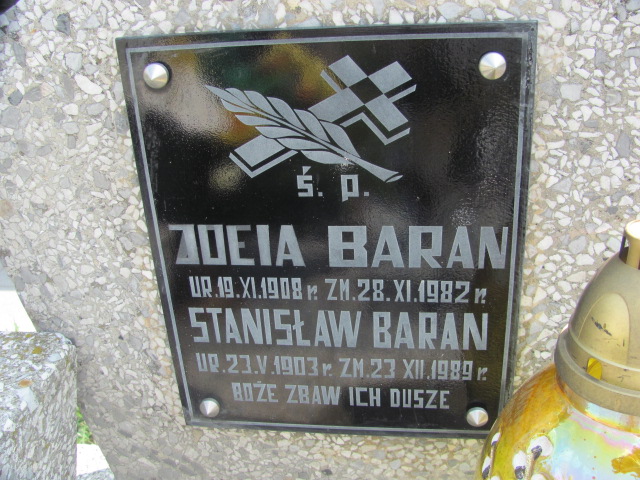 ś. p.
ZOFIA BARAN
UR. 19. XI. 1908 r. ZM. 28. XI. 1982 r.
STANISŁAW BARAN
UR. 23. V. 1903 r. ZM. 23 XII. 1989 r.
BOŻE ZBAW ICH DUSZE